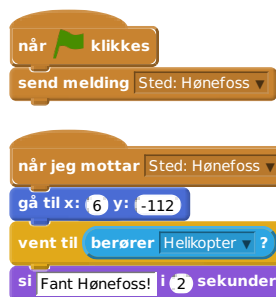 når klikkes
send melding Sted: Hønefoss
når jeg mottar Sted: Hønefoss
gå til x: 6 y: -112
vent til berører Helikopter ?
si Fant Hønefoss! i 2 sekunder